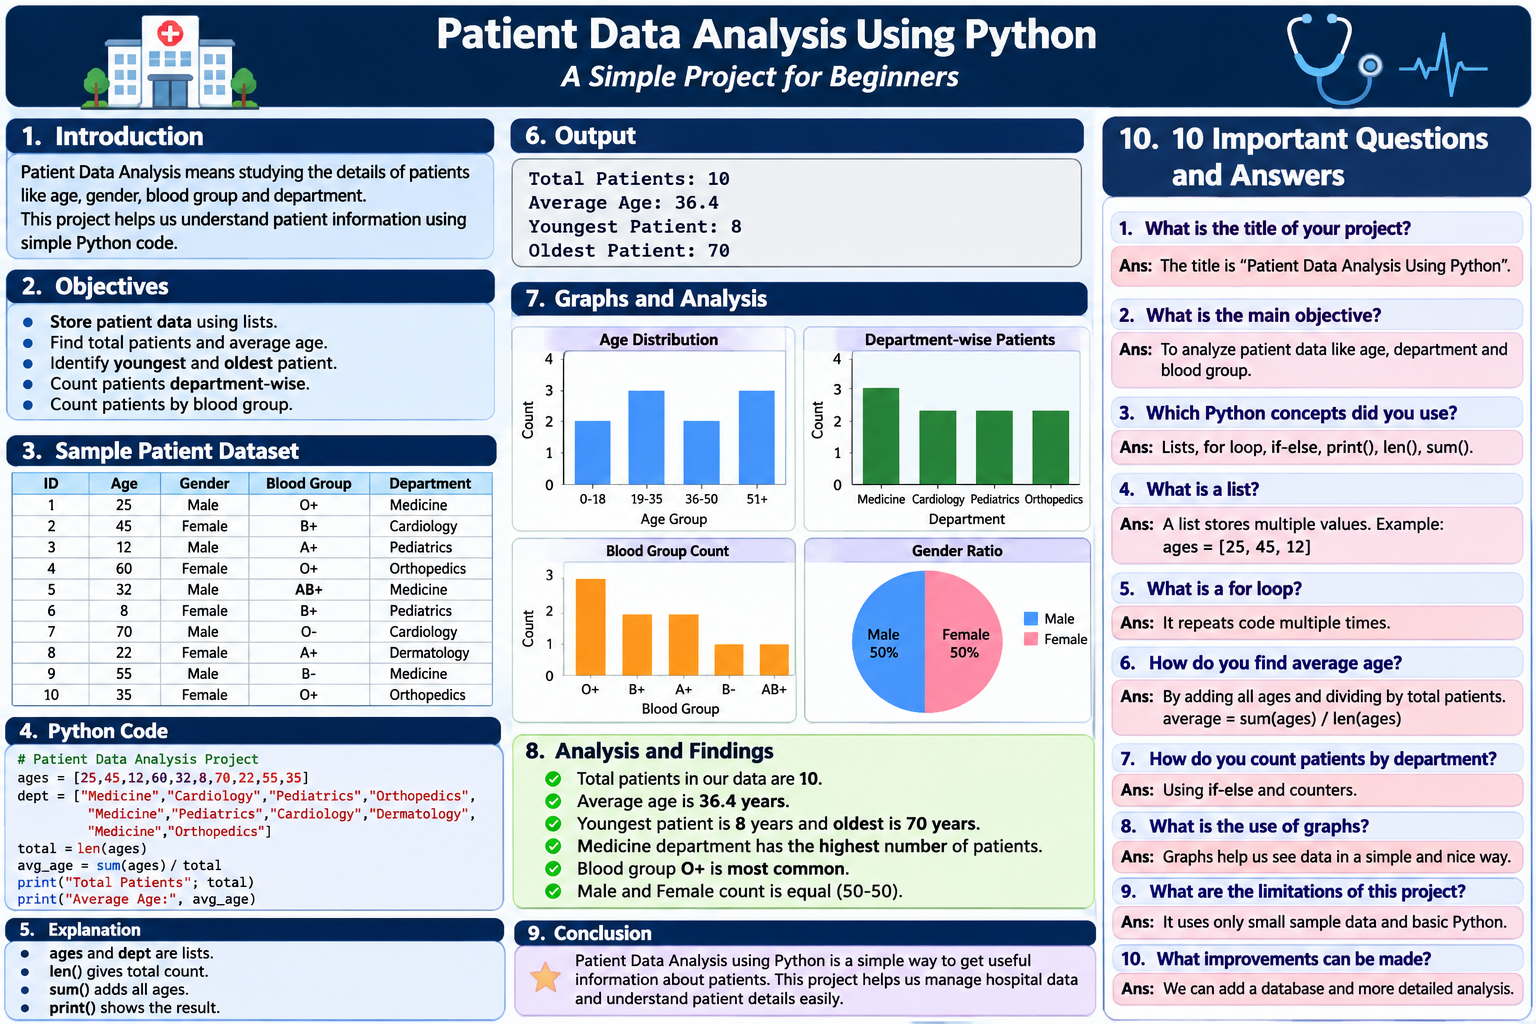 Patient Data Analysis Using Python
A Simple Project for Beginners
1. Introduction
Patient Data Analysis means studying the details of patients
like age, gender, blood group and department.
This project helps us understand patient information using
simple Python code.
2. Objectives
• Store patient data using lists.
• Find total patients and average age.
• Identify youngest and oldest patient.
• Count patients department-wise.
• Count patients by blood group.
3. Sample Patient Dataset
ID Age Gender Blood Group Department
1 25 Male O+ Medicine
2 45 Female B+ Cardiology
3 12 Male A+ Pediatrics
4 60 Female O+ Orthopedics
5 32 Male AB+ Medicine
6 8 Female B+ Pediatrics
7 70 Male O- Cardiology
8 22 Female A+ Dermatology
9 55 Male B- Medicine
10 35 Female O+ Orthopedics
4. Python Code
# Patient Data Analysis Project
ages = [25,45,12,60,32,8,70,22,55,35]
dept = ["Medicine","Cardiology","Pediatrics","Orthopedics",
"Medicine","Pediatrics","Cardiology","Dermatology",
"Medicine","Orthopedics"]
total = len(ages)
avg_age = sum(ages) / total
print("Total Patients"; total)
print("Average Age:", avg_age)
5. Explanation
• ages and dept are lists.
• len() gives total count.
• sum() adds all ages.
• print() shows the result.
6. Output
Total Patients: 10
Average Age: 36.4
Youngest Patient: 8
Oldest Patient: 70
7. Graphs and Analysis
Age Distribution
Count
4
3
2
1
0
0-18 19-35 36-50 51+
Age Group
Department-wise Patients
Count
4
3
2
1
0
Medicine Cardiology Pediatrics Orthopedics
Department
Blood Group Count
Count
3
2
1
0
O+ B+ A+ B- AB+
Blood Group
Gender Ratio
Male
50%
Female
50%
Male
Female
8. Analysis and Findings
Total patients in our data are 10.
Average age is 36.4 years.
Youngest patient is 8 years and oldest is 70 years.
Medicine department has the highest number of patients.
Blood group O+ is most common.
Male and Female count is equal (50-50).
9. Conclusion
Patient Data Analysis using Python is a simple way to get useful
information about patients. This project helps us manage hospital data
and understand patient details easily.
10. 10 Important Questions
and Answers
1. What is the title of your project?
Ans: The title is “Patient Data Analysis Using Python”.
2. What is the main objective?
Ans: To analyze patient data like age, department and
blood group.
3. Which Python concepts did you use?
Ans: Lists, for loop, if-else, print(), len(), sum().
4. What is a list?
Ans: A list stores multiple values. Example:
ages = [25, 45, 12]
5. What is a for loop?
Ans: It repeats code multiple times.
6. How do you find average age?
Ans: By adding all ages and dividing by total patients.
average = sum(ages) / len(ages)
7. How do you count patients by department?
Ans: Using if-else and counters.
8. What is the use of graphs?
Ans: Graphs help us see data in a simple and nice way.
9. What are the limitations of this project?
Ans: It uses only small sample data and basic Python.
10. What improvements can be made?
Ans: We can add a database and more detailed analysis.